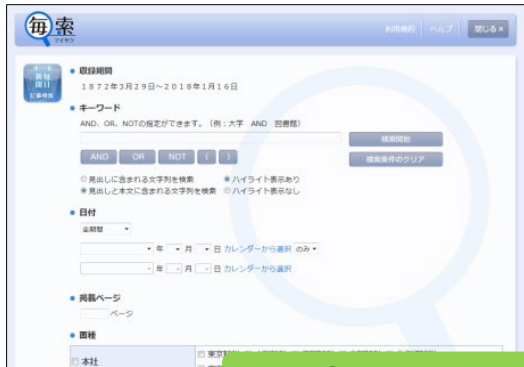 毎索
マイサク
利用規約 ヘルプ 閉じる×
毎日新聞
記事検索
収録期間
1872年3月29日～2018年1月16日
キーワード
AND、OR、NOTの指定ができます。(例:大学 AND 図書館)
検索開始
AND OR NOT ( ) 検索条件のクリア
見出しに含まれる文字列を検索 ハイライト表示あり
見出しと本文に含まれる文字列を検索 ハイライト表示なし
日付
全期間
年 月 日 カレンダーから選択 のみ
年 月 日 カレンダーから選択
掲載ページ
ページ
面種
本社